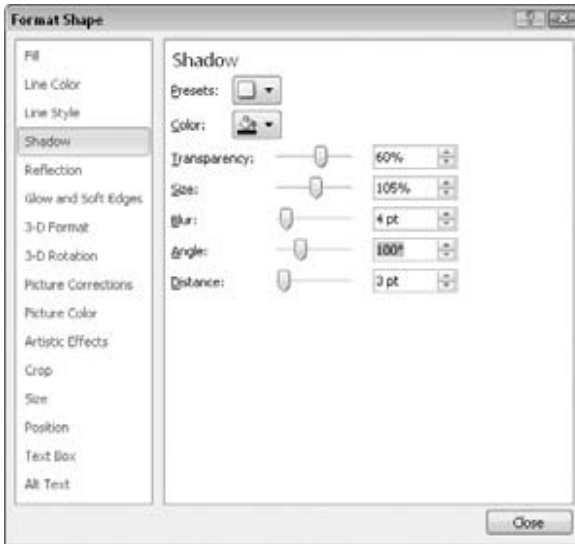 Format Shape
Fill
Line Color
Line Style
Shadow
Reflection
Glow and Soft Edges
3-D Format
3-D Rotation
Picture Corrections
Picture Color
Artistic Effects
Crop
Size
Position
Text Box
Alt Text
Shadow
Presets:
Color:
Transparency: 60%
Size: 105%
Blur: 4 pt
Angle: 100°
Distance: 3 pt
Close